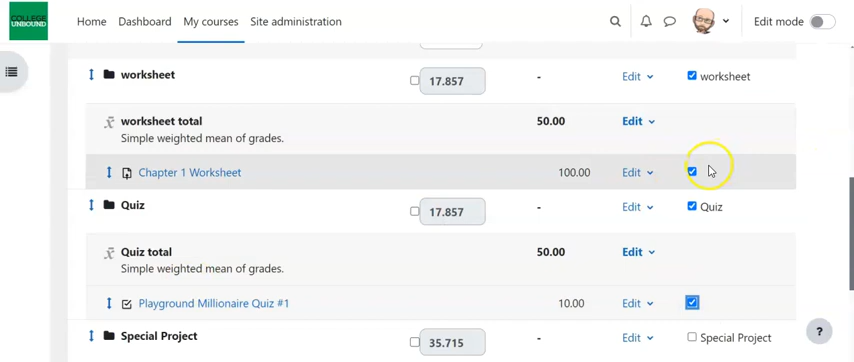 COLLEGE
UNBOUND
Home Dashboard My courses Site administration Edit mode
worksheet 17.857 - Edit worksheet
worksheet total 50.00 Edit
Simple weighted mean of grades.
Chapter 1 Worksheet 100.00 Edit
Quiz 17.857 - Edit Quiz
Quiz total 50.00 Edit
Simple weighted mean of grades.
Playground Millionaire Quiz #1 10.00 Edit
?
Special Project 35.715 - Edit Special Project